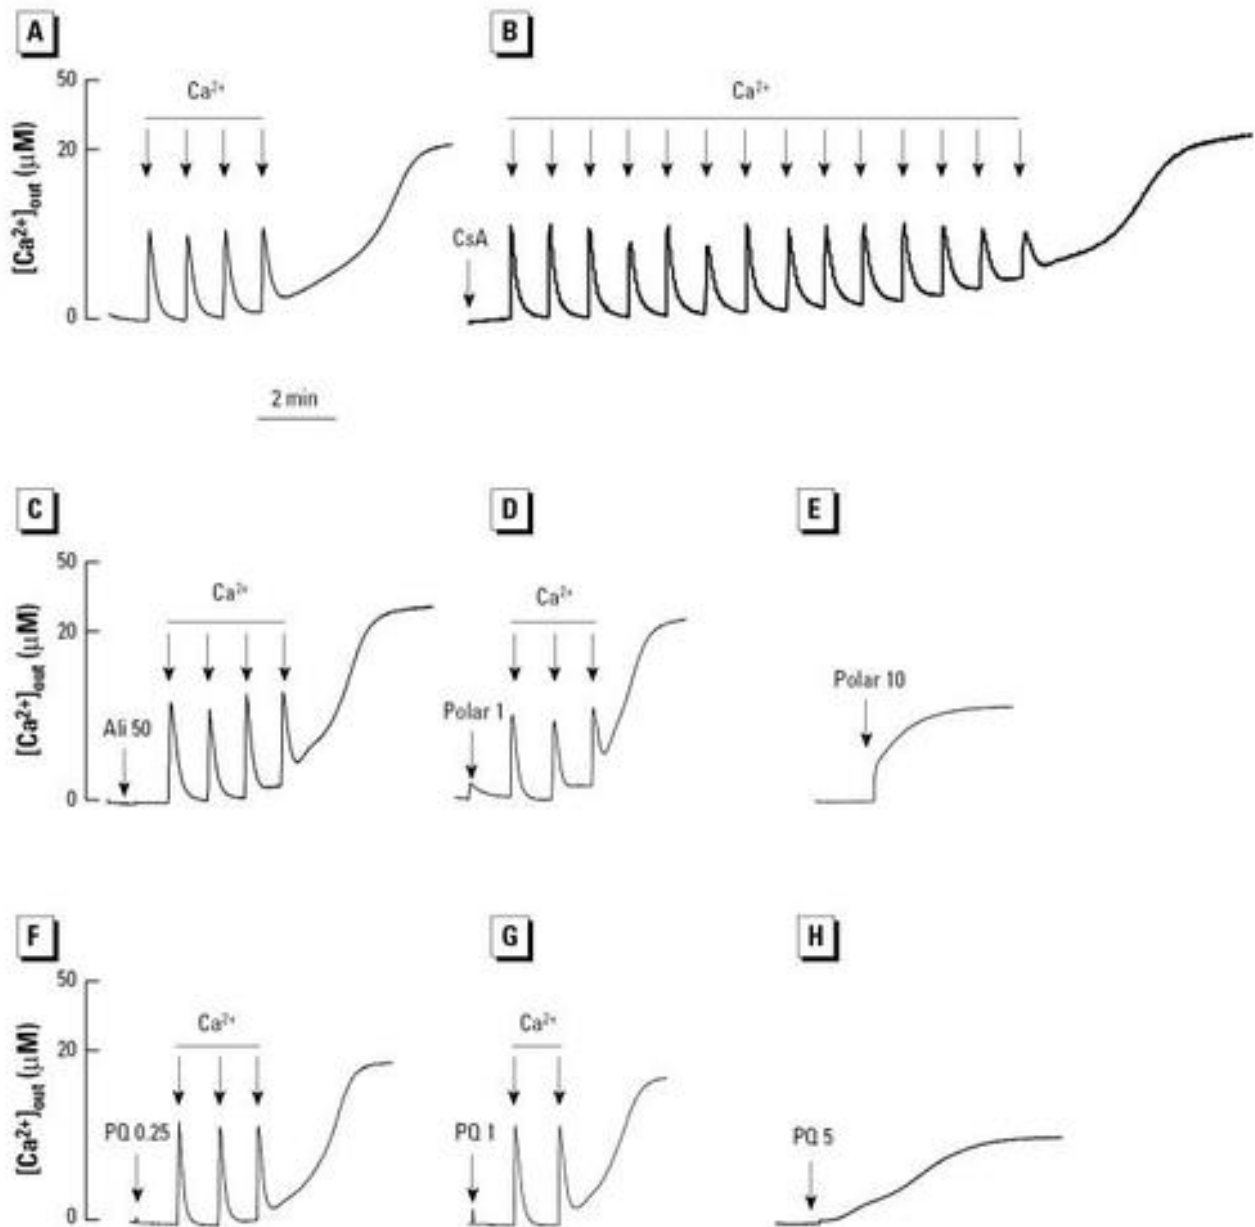 A
B
50
Ca²⁺
Ca²⁺
20
CsA
0
[Ca²⁺]out (µM)
2 min
C
D
E
50
Ca²⁺
Ca²⁺
20
Polar 10
Ali 50
Polar 1
0
[Ca²⁺]out (µM)
F
G
H
50
Ca²⁺
Ca²⁺
20
PQ 0.25
PQ 1
PQ 5
0
[Ca²⁺]out (µM)